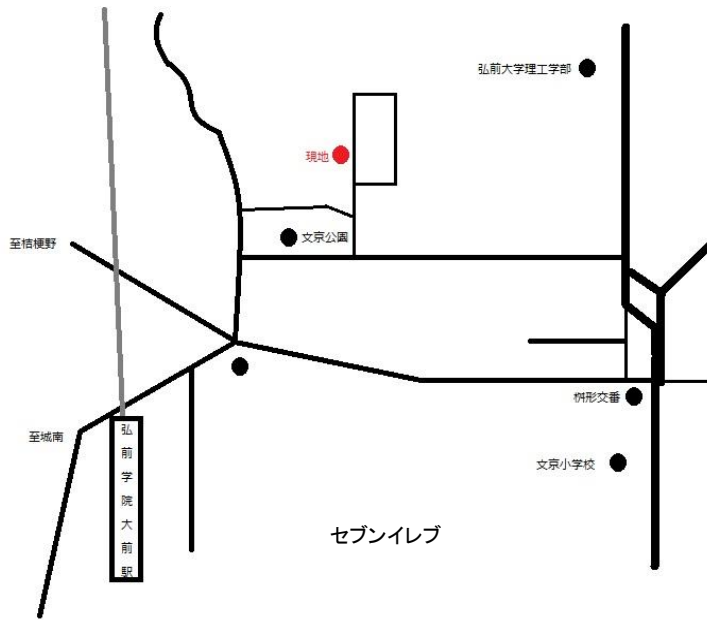 弘前大学理工学部
現地
文京公園
至桔梗野
桝形交番
至城南
弘前学院大前駅
文京小学校
セブンイレブ